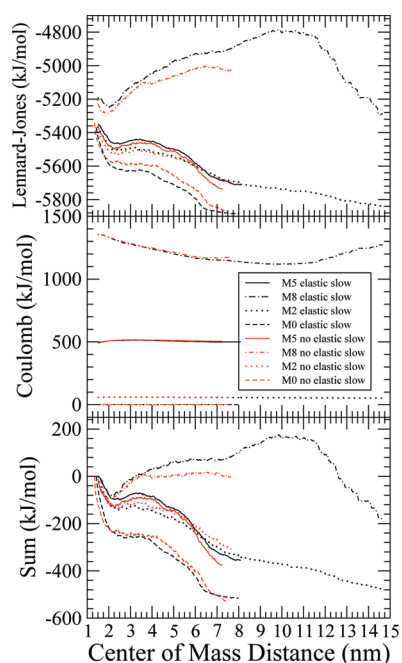 Lennard-Jones (kJ/mol)
-4800
-5000
-5200
-5400
-5600
-5800
Coulomb (kJ/mol)
1500
1000
500
0
M5 elastic slow
M8 elastic slow
M2 elastic slow
M0 elastic slow
M5 no elastic slow
M8 no elastic slow
M2 no elastic slow
M0 no elastic slow
Sum (kJ/mol)
200
0
-200
-400
-600
1 2 3 4 5 6 7 8 9 10 11 12 13 14 15
Center of Mass Distance (nm)